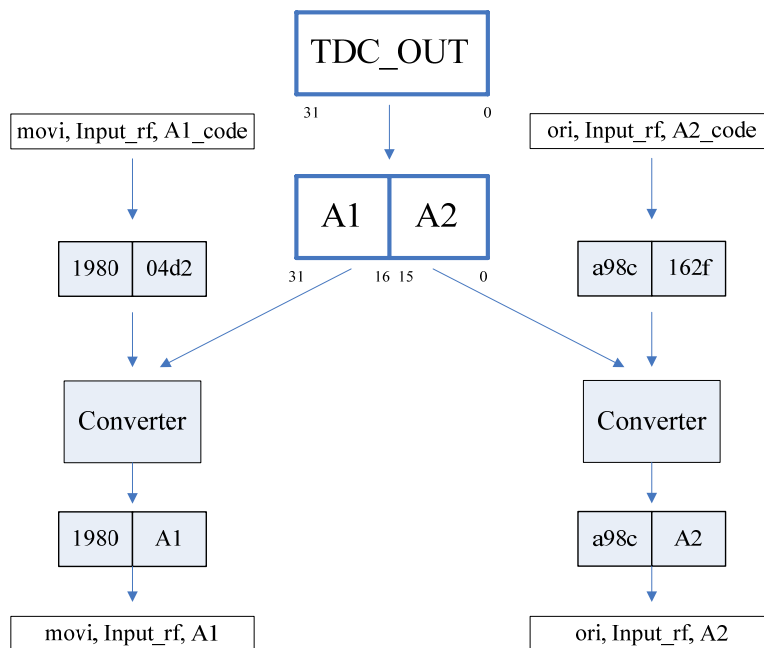 TDC_OUT
31 0
movi, Input_rf, A1_code
ori, Input_rf, A2_code
A1 A2
31 16 15 0
1980 04d2
a98c 162f
Converter
Converter
1980 A1
a98c A2
movi, Input_rf, A1
ori, Input_rf, A2